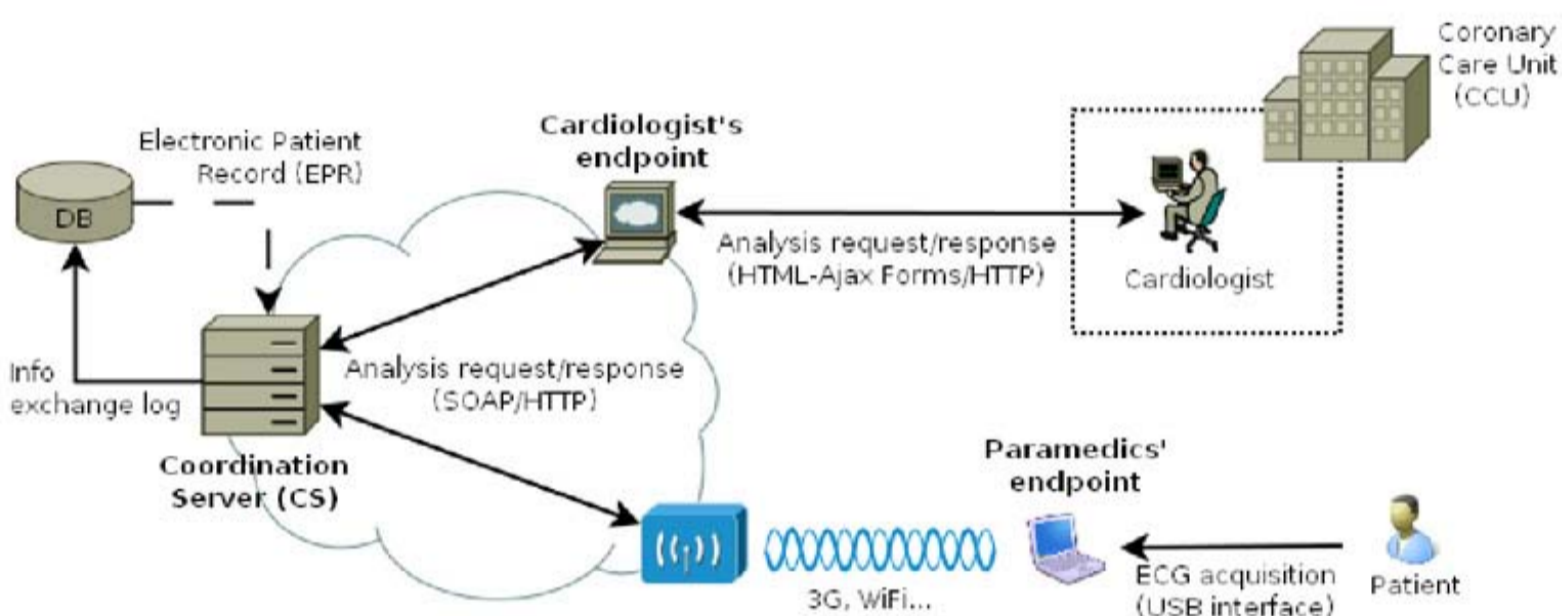 Coronary
Care Unit
(CCU)
Electronic Patient
Record (EPR)
Cardiologist's
endpoint
DB
Analysis request/response
(HTML-Ajax Forms/HTTP)
Cardiologist
Info
exchange log
Analysis request/response
(SOAP/HTTP)
Coordination
Server (CS)
Paramedics'
endpoint
3G, WiFi...
ECG acquisition
(USB interface)
Patient